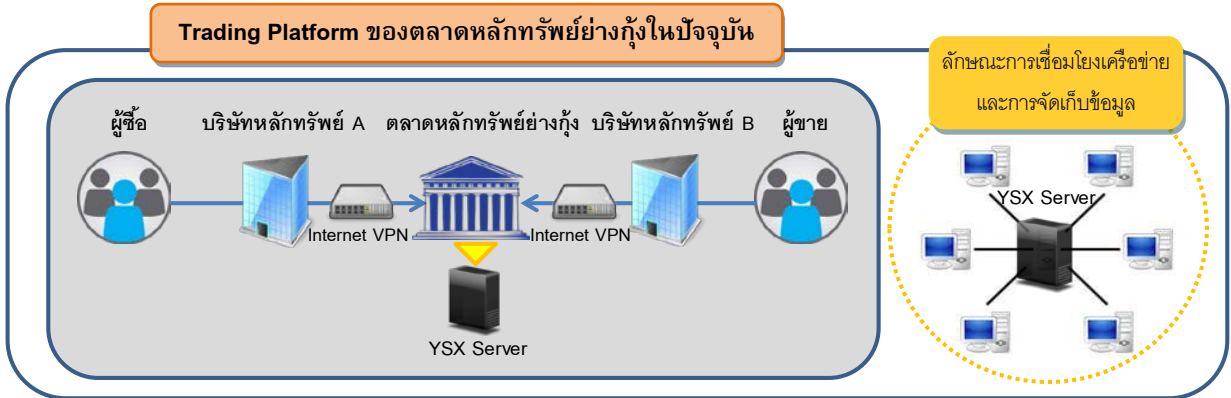 Trading Platform ของตลาดหลักทรัพย์ย่างกุ้งในปัจจุบัน
ลักษณะการเชื่อมโยงเครือข่าย
และการจัดเก็บข้อมูล
ผู้ซื้อ
บริษัทหลักทรัพย์ A
ตลาดหลักทรัพย์ย่างกุ้ง
บริษัทหลักทรัพย์ B
ผู้ขาย
Internet VPN
Internet VPN
YSX Server
YSX Server